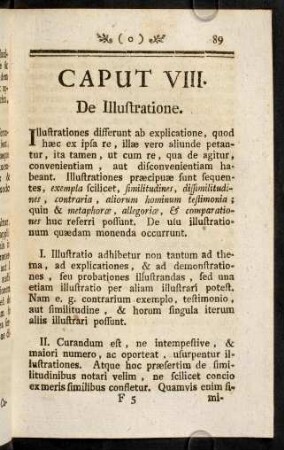 ( o ) 89
CAPUT VIII.
De Illustratione.
Illustrationes differunt ab explicatione, quod
hæc ex ipsa re, illæ vero aliunde petan-
tur, ita tamen, ut cum re, qua de agitur,
convenientiam, aut disconvenientiam ha-
beant. Illustrationes præcipuæ sunt sequen-
tes, exempla scilicet, similitudines, dissimilitudi-
nes, contraria, aliorum hominum testimonia;
quin & metaphoræ, allegoriæ, & comparatio-
nes huc referri possunt. De usu illustratio-
num quædam monenda occurrunt.
I. Illustratio adhibetur non tantum ad the-
ma, ad explicationes, & ad demonstratio-
nes, seu probationes illustrandas, sed una
etiam illustratio per aliam illustrari potest.
Nam e. g. contrarium exemplo, testimonio,
aut similitudine, & horum singula iterum
aliis illustrari possunt.
II. Curandum est, ne intempestive, &
maiori numero, ac oporteat, usurpentur il-
lustrationes. Atque hoc præsertim de simi-
litudinibus notari velim, ne scilicet concio
ex meris similibus confletur. Quamvis enim si-
F 5 mi-